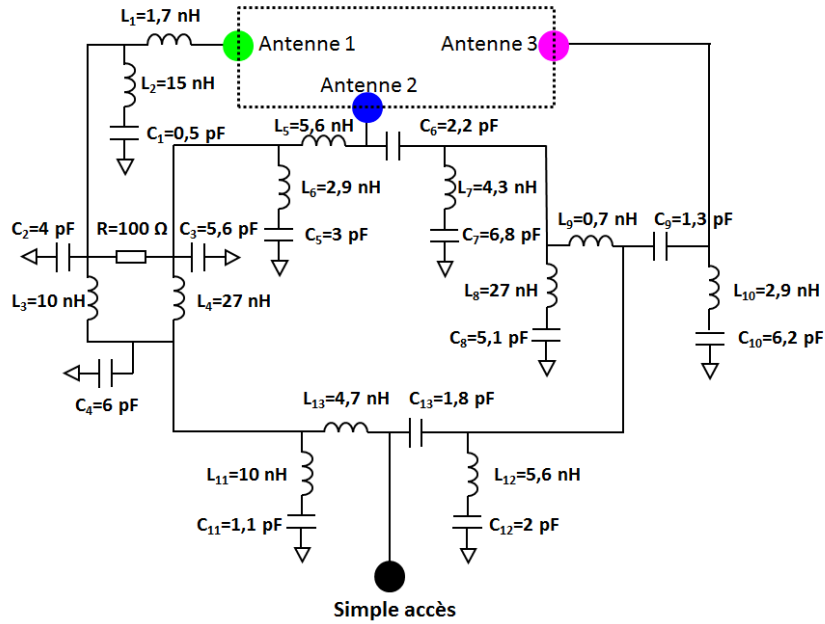 L₁=1,7 nH
Antenne 1
Antenne 3
L₂=15 nH
Antenne 2
C₁=0,5 pF
L₅=5,6 nH
C₆=2,2 pF
L₆=2,9 nH
L₇=4,3 nH
C₂=4 pF
R=100 Ω
C₃=5,6 pF
C₅=3 pF
C₇=6,8 pF
L₉=0,7 nH
C₉=1,3 pF
L₃=10 nH
L₄=27 nH
L₈=27 nH
L₁₀=2,9 nH
C₈=5,1 pF
C₁₀=6,2 pF
C₄=6 pF
L₁₃=4,7 nH
C₁₃=1,8 pF
L₁₁=10 nH
L₁₂=5,6 nH
C₁₁=1,1 pF
C₁₂=2 pF
Simple accès